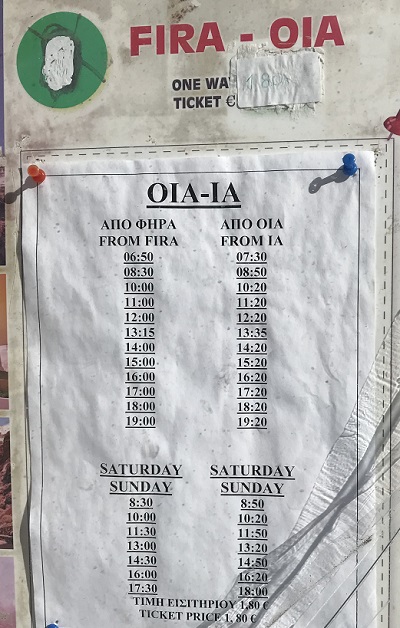 FIRA - OIA
ONE WA
TICKET € 1,80
OIA-IA
ΑΠΟ ΦΗΡΑ ΑΠΟ ΟΙΑ
FROM FIRA FROM IA
06:50 07:30
08:30 08:50
10:00 10:20
11:00 11:20
12:00 12:20
13:15 13:35
14:00 14:20
15:00 15:20
16:00 16:20
17:00 17:20
18:00 18:20
19:00 19:20
SATURDAY SATURDAY
SUNDAY SUNDAY
8:30 8:50
10:00 10:20
11:30 11:50
13:00 13:20
14:30 14:50
16:00 16:20
17:30 18:00
ΤΙΜΗ ΕΙΣΙΤΗΡΙΟΥ 1,80 €
TICKET PRICE 1, 80 €